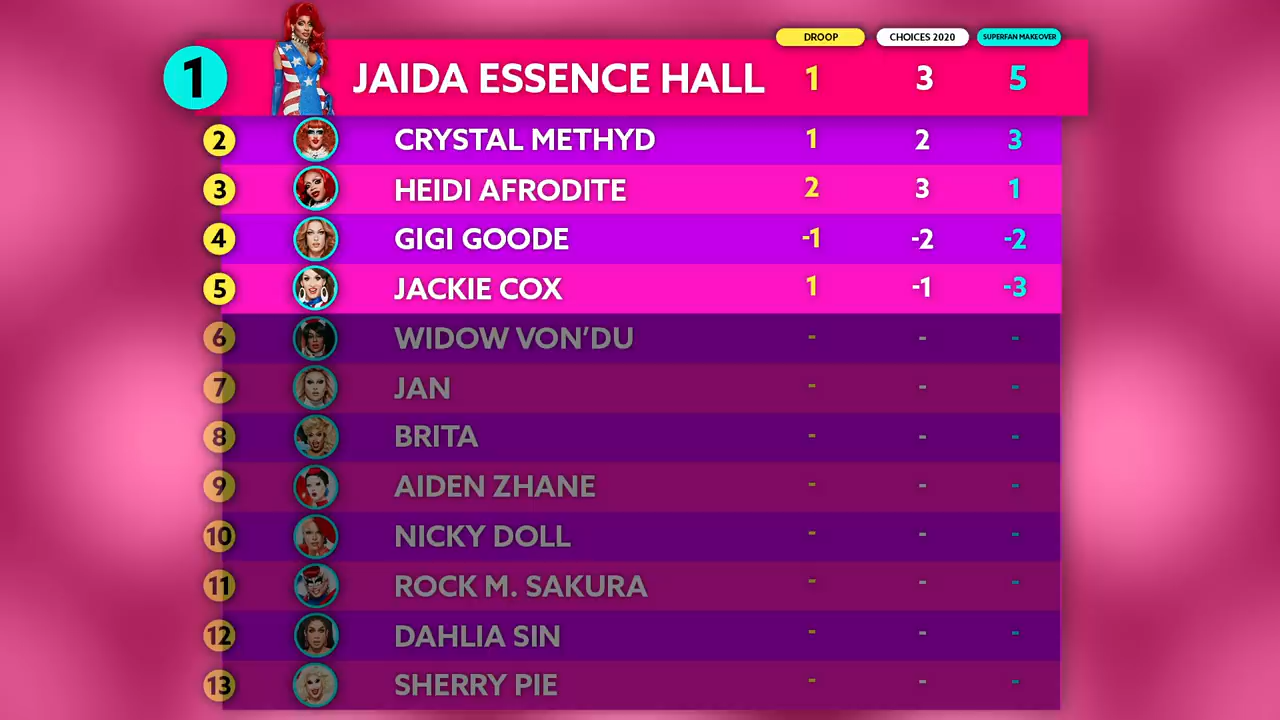 DROOP CHOICES 2020 SUPERFAN MAKEOVER
1 JAIDA ESSENCE HALL 1 3 5
2 CRYSTAL METHYD 1 2 3
3 HEIDI AFRODITE 2 3 1
4 GIGI GOODE -1 -2 -2
5 JACKIE COX 1 -1 -3
6 WIDOW VON’DU - - -
7 JAN - - -
8 BRITA - - -
9 AIDEN ZHANE - - -
10 NICKY DOLL - - -
11 ROCK M. SAKURA - - -
12 DAHLIA SIN - - -
13 SHERRY PIE - - -